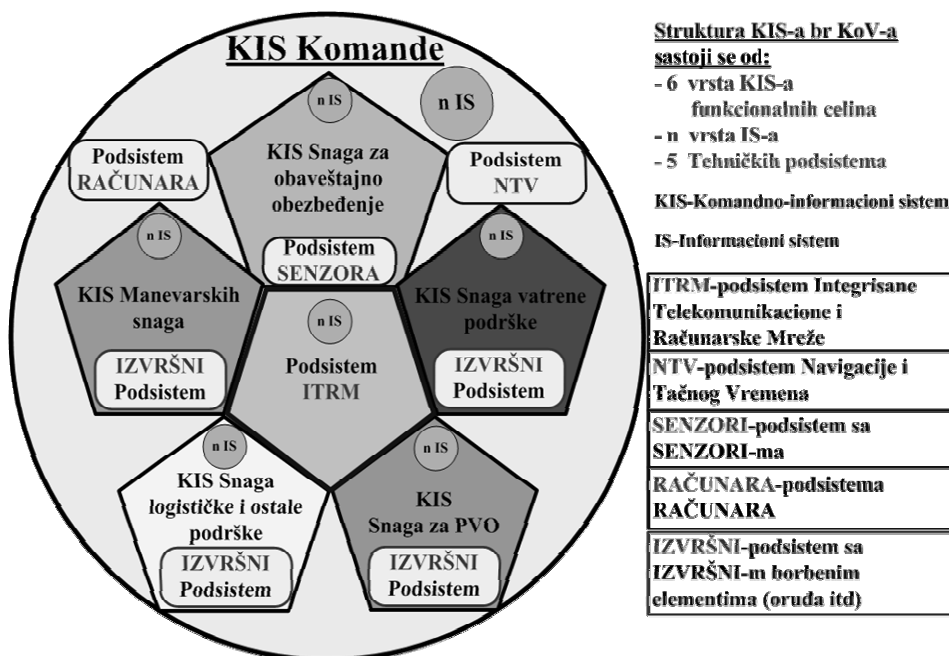 KIS Komande
n IS
n IS
KIS Snaga za
obaveštajno
obezbeđenje
Podsistem
SENZORA
Podsistem
RAČUNARA
Podsistem
NTV
n IS
KIS Manevarskih
snaga
IZVRŠNI
Podsistem
n IS
Podsistem
ITRM
n IS
KIS Snaga vatrene
podrške
IZVRŠNI
Podsistem
n IS
KIS Snaga
logističke i ostale
podrške
IZVRŠNI
Podsistem
n IS
KIS
Snaga za PVO
IZVRŠNI
Podsistem
Struktura KIS-a br KoV-a
sastoji se od:
- 6 vrsta KIS-a
funkcionalnih celina
- n vrsta IS-a
- 5 Tehničkih podsistema
KIS-Komandno-informacioni sistem
IS-Informacioni sistem
ITRM-podsistem Integrisane
Telekomunikacione i
Računarske Mreže
NTV-podsistem Navigacije i
Tačnog Vremena
SENZORI-podsistem sa
SENZORI-ma
RAČUNARA-podsistema
RAČUNARA
IZVRŠNI-podsistem sa
IZVRŠNI-m borbenim
elementima (oruđa itd)